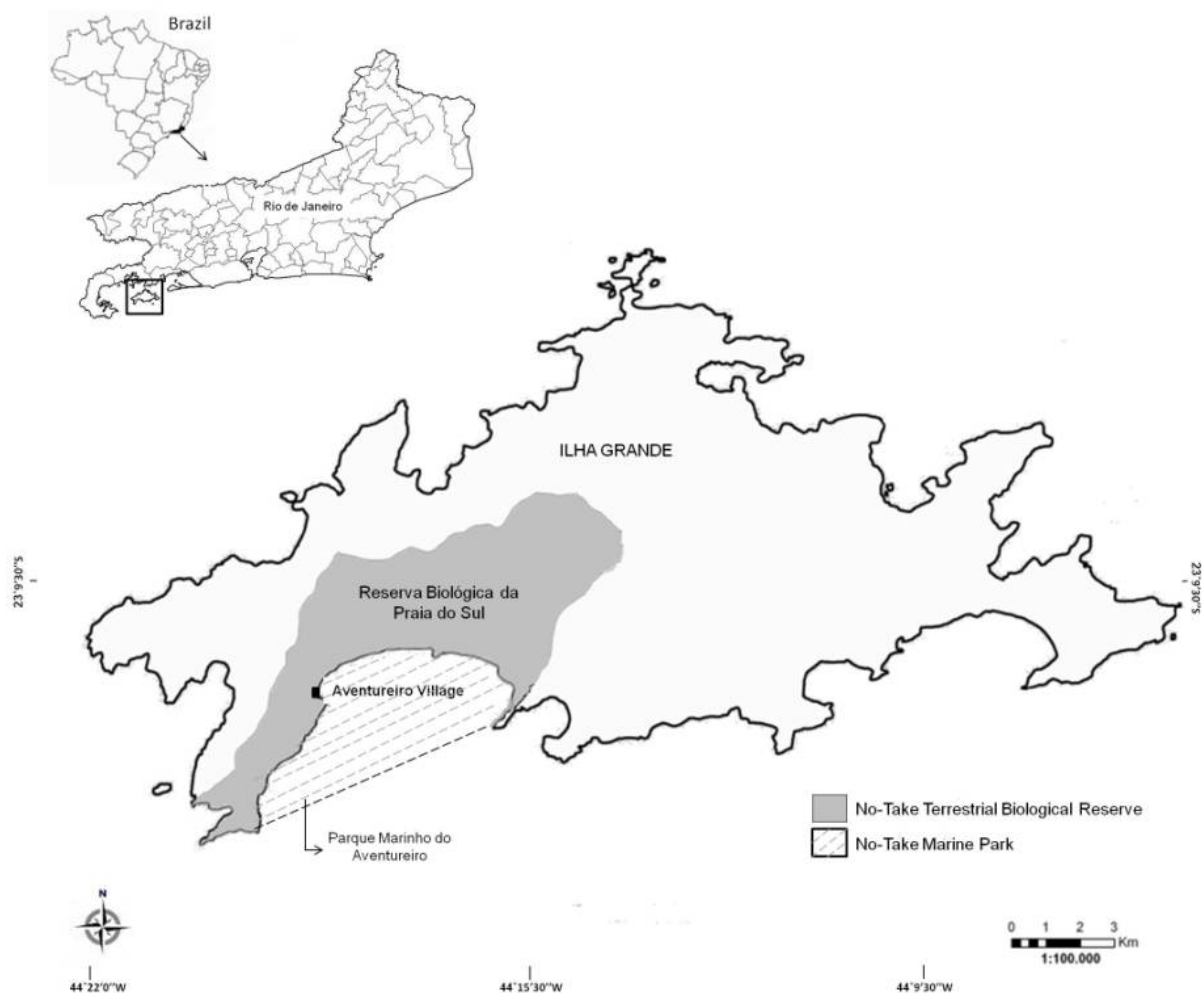 Brazil
Rio de Janeiro
ILHA GRANDE
23°9'30"S
23°9'30"S
Reserva Biológica da
Praia do Sul
Aventureiro Village
Parque Marinho do
Aventureiro
No-Take Terrestrial Biological Reserve
No-Take Marine Park
N
0 1 2 3
Km
1:100.000
44°22'0"W
44°15'30"W
44°9'30"W